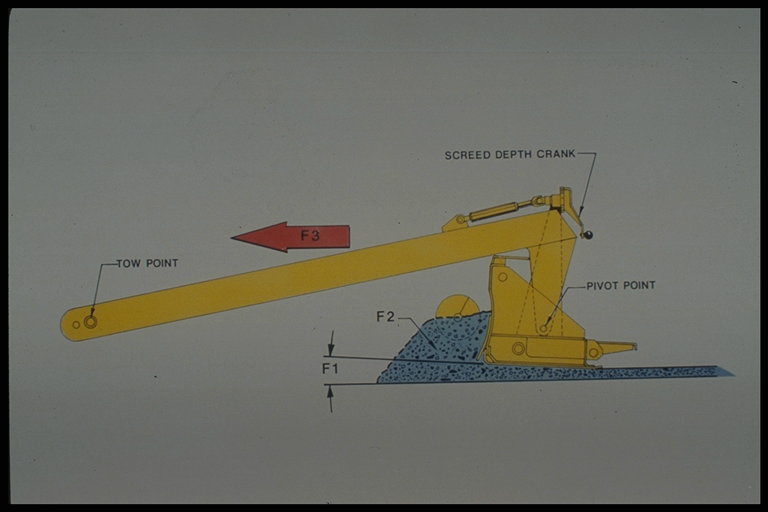 SCREED DEPTH CRANK
F3
TOW POINT
PIVOT POINT
F2
F1